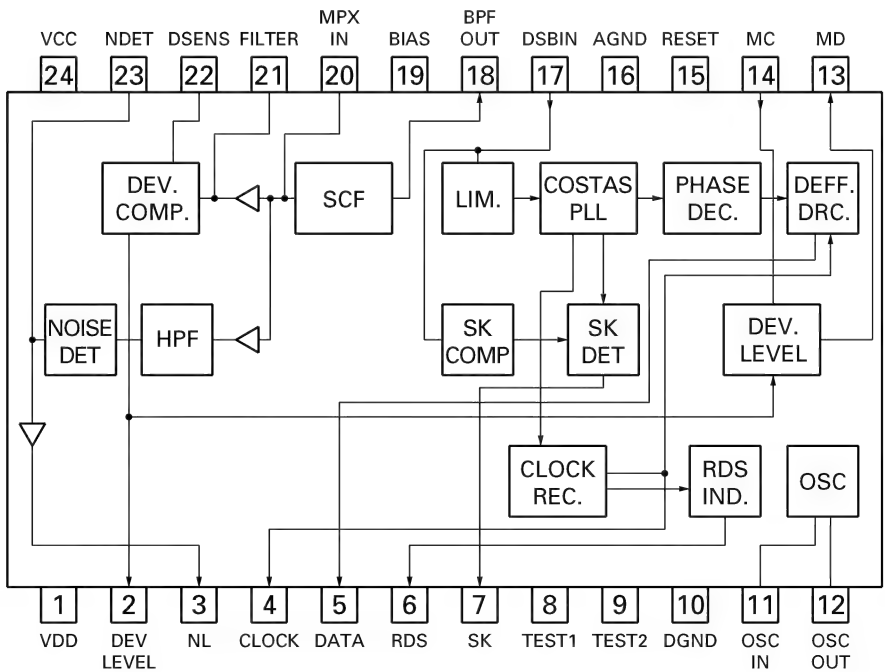 MPX BPF
VCC NDET DSENS FILTER IN BIAS OUT DSBIN AGND RESET MC MD
24 23 22 21 20 19 18 17 16 15 14 13
DEV. SCF LIM. COSTAS PHASE DEFF.
COMP. PLL DEC. DRC.
NOISE HPF SK SK DEV.
DET COMP DET LEVEL
CLOCK RDS OSC
REC. IND.
1 2 3 4 5 6 7 8 9 10 11 12
VDD DEV NL CLOCK DATA RDS SK TEST1 TEST2 DGND OSC OSC
LEVEL IN OUT